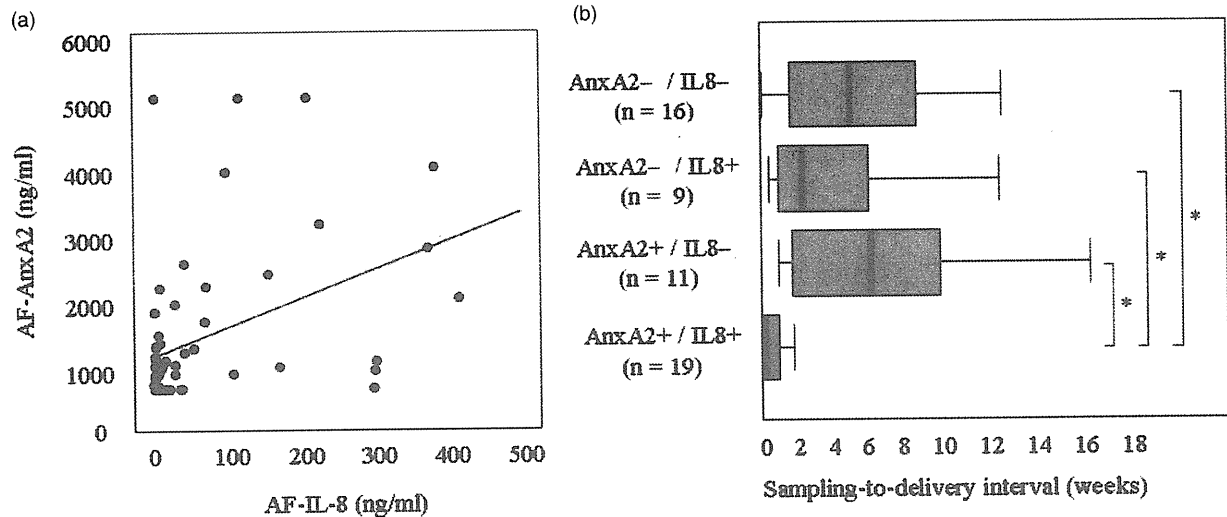 (a)
6000
5000
4000
3000
2000
1000
0
AF-AnxA2 (ng/ml)
0 100 200 300 400 500
AF-IL-8 (ng/ml)
(b)
AnxA2– / IL8–
(n = 16)
AnxA2– / IL8+
(n = 9)
AnxA2+ / IL8–
(n = 11)
AnxA2+ / IL8+
(n = 19)
*
*
*
0 2 4 6 8 10 12 14 16 18
Sampling-to-delivery interval (weeks)